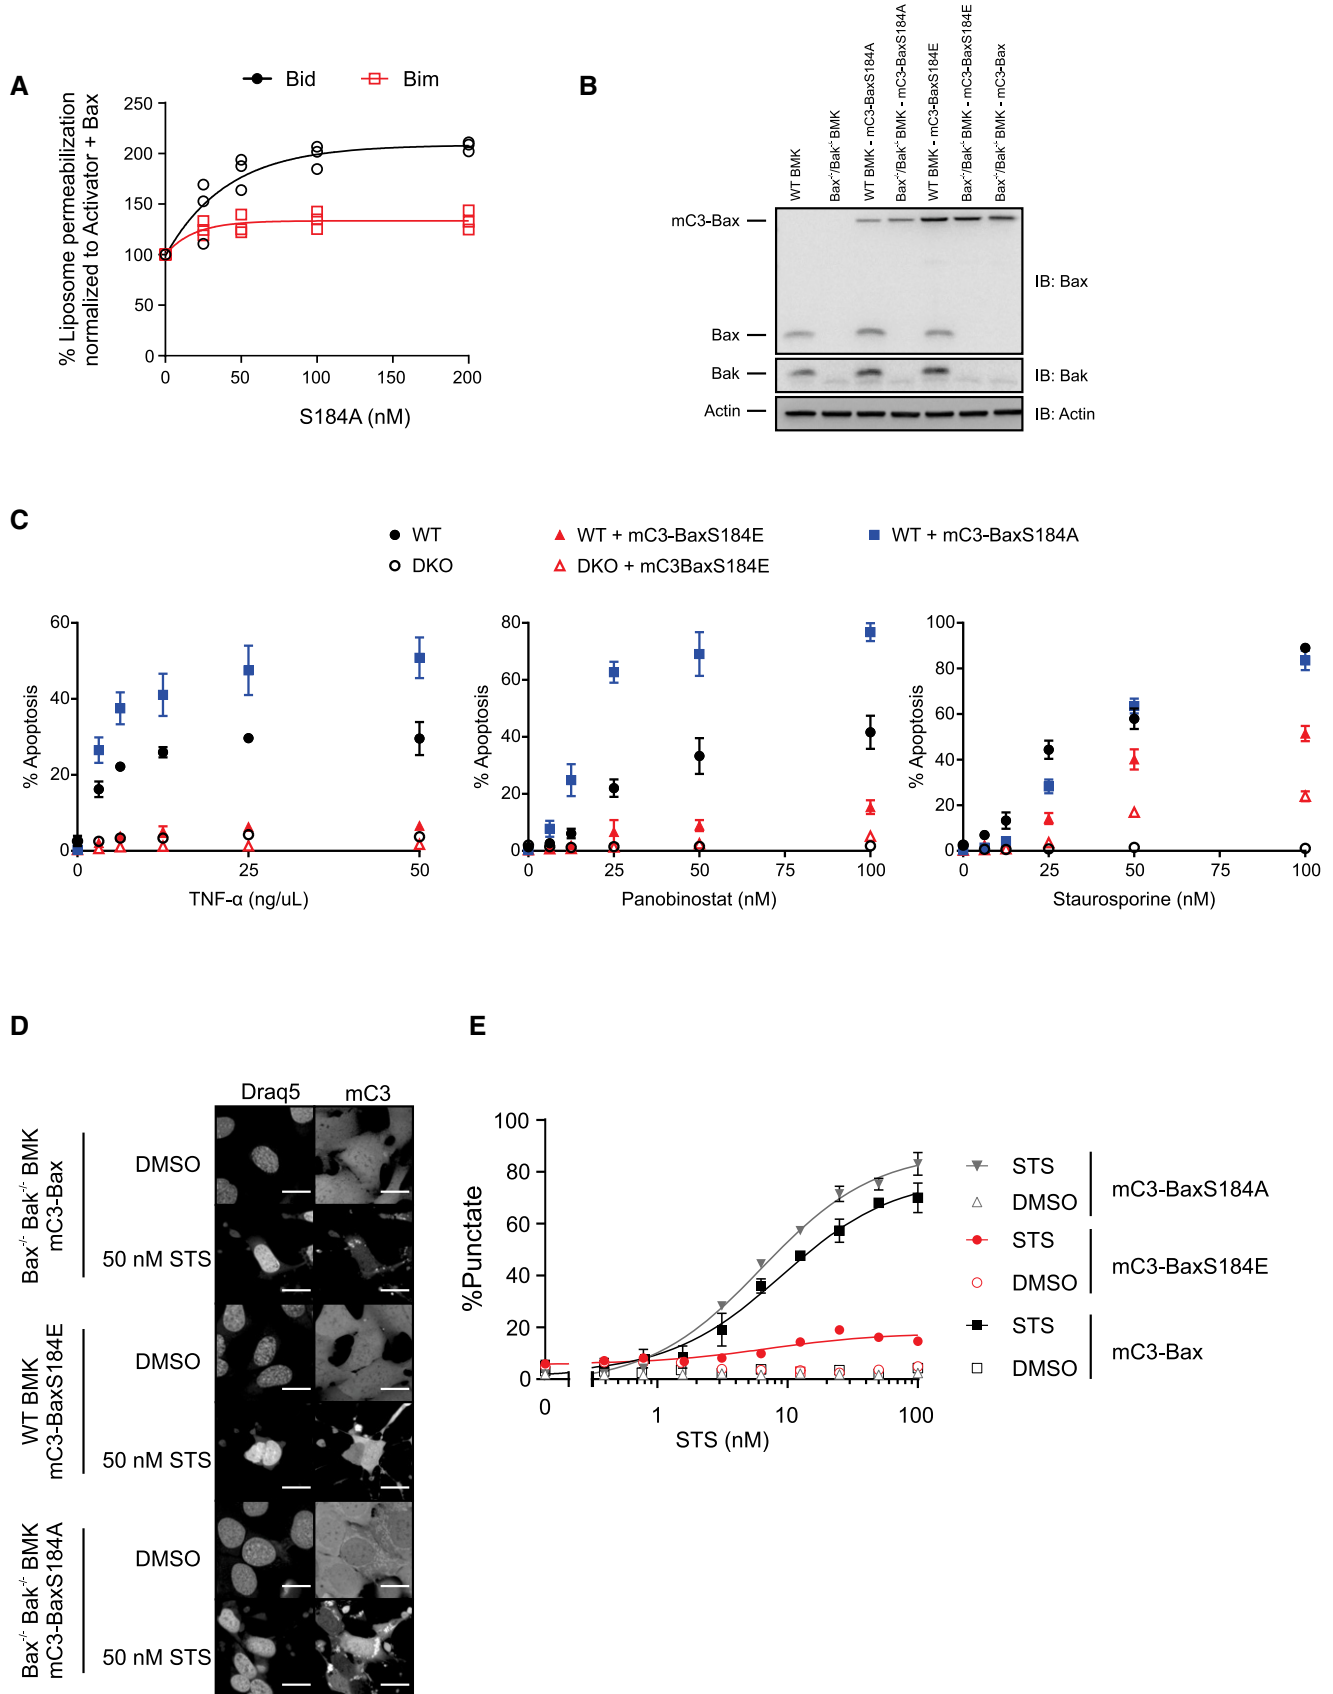 A
Bid
Bim
% Liposome permeabilization
normalized to Activator + Bax
250
200
150
100
50
0
0
50
100
150
200
S184A (nM)
B
WT BMK
Bax-/-/Bak-/- BMK
WT BMK - mC3-BaxS184A
Bax-/-/Bak-/- BMK - mC3-BaxS184A
WT BMK - mC3-BaxS184E
Bax-/-/Bak-/- BMK - mC3-BaxS184E
Bax-/-/Bak-/- BMK - mC3-Bax
mC3-Bax
Bax
Bak
Actin
IB: Bax
IB: Bak
IB: Actin
C
WT
WT + mC3-BaxS184E
WT + mC3-BaxS184A
DKO
DKO + mC3BaxS184E
% Apoptosis
60
40
20
0
0
25
50
TNF-α (ng/uL)
% Apoptosis
80
60
40
20
0
0
25
50
75
100
Panobinostat (nM)
% Apoptosis
100
80
60
40
20
0
0
25
50
75
100
Staurosporine (nM)
D
Draq5
mC3
Bax-/- Bak-/- BMK
mC3-Bax
DMSO
50 nM STS
WT BMK
mC3-BaxS184E
DMSO
50 nM STS
Bax-/- Bak-/- BMK
mC3-BaxS184A
DMSO
50 nM STS
E
%Punctate
100
80
60
40
20
0
0
1
10
100
STS (nM)
STS
DMSO
mC3-BaxS184A
STS
DMSO
mC3-BaxS184E
STS
DMSO
mC3-Bax